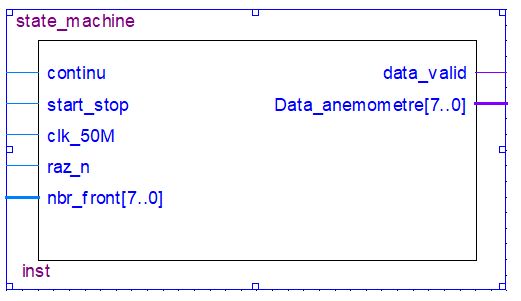 state_machine
continu
data_valid
start_stop
Data_anemometre[7..0]
clk_50M
raz_n
nbr_front[7..0]
inst